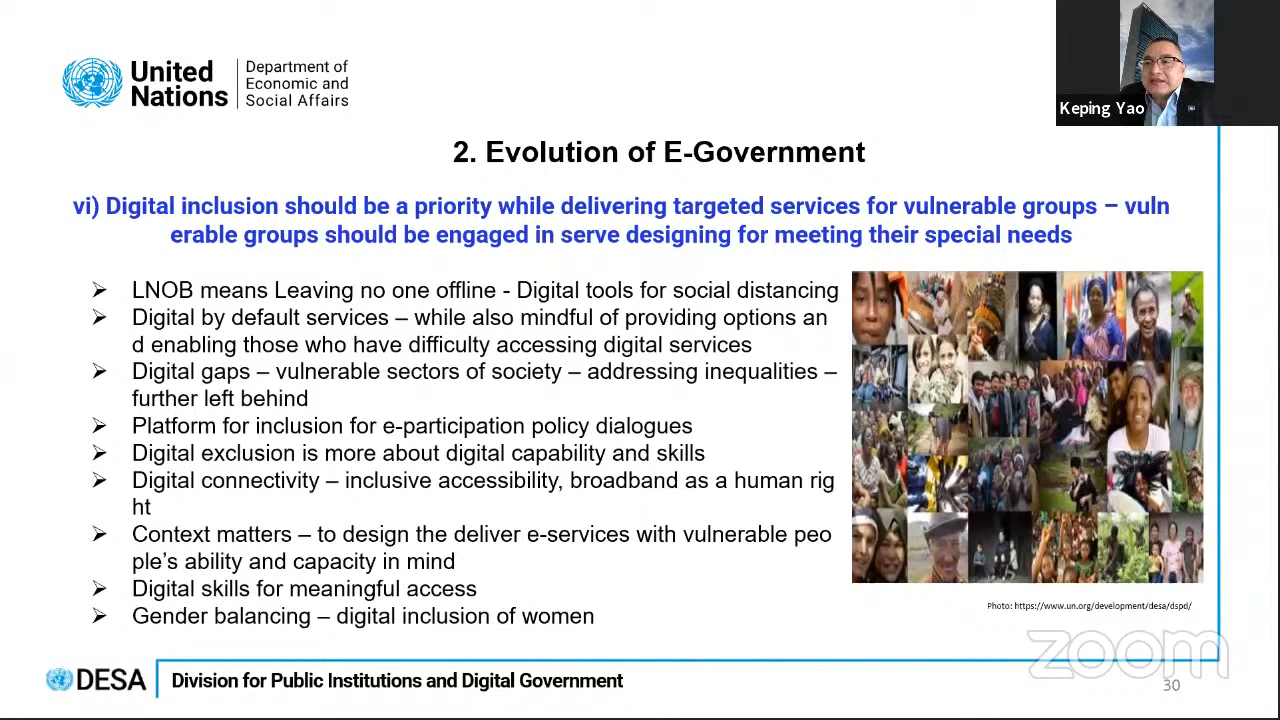 United
Nations
Department of
Economic and
Social Affairs
Keping Yao
2. Evolution of E-Government
vi) Digital inclusion should be a priority while delivering targeted services for vulnerable groups – vuln
erable groups should be engaged in serve designing for meeting their special needs
➢ LNOB means Leaving no one offline - Digital tools for social distancing
➢ Digital by default services – while also mindful of providing options an
d enabling those who have difficulty accessing digital services
➢ Digital gaps – vulnerable sectors of society – addressing inequalities –
further left behind
➢ Platform for inclusion for e-participation policy dialogues
➢ Digital exclusion is more about digital capability and skills
➢ Digital connectivity – inclusive accessibility, broadband as a human rig
ht
➢ Context matters – to design the deliver e-services with vulnerable peo
ple’s ability and capacity in mind
➢ Digital skills for meaningful access
➢ Gender balancing – digital inclusion of women
Photo: https://www.un.org/development/desa/dspd/
zoom
DESA
Division for Public Institutions and Digital Government
30